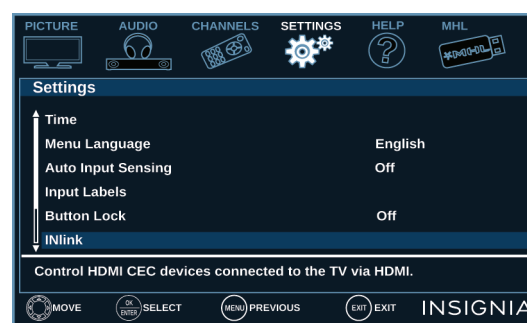 PICTURE AUDIO CHANNELS SETTINGS HELP MHL
MHL
Settings
Time
Menu Language English
Auto Input Sensing Off
Input Labels
Button Lock Off
INlink
Control HDMI CEC devices connected to the TV via HDMI.
MOVE OK ENTER SELECT MENU PREVIOUS EXIT EXIT INSIGNIA